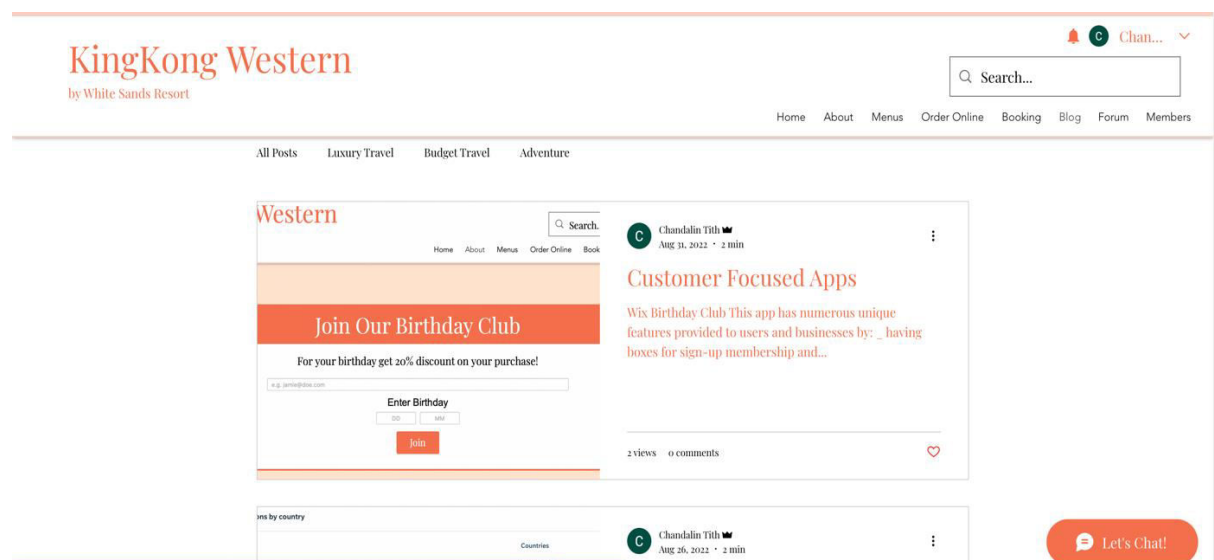 C Chan...
KingKong Western
by White Sands Resort
Search...
Home About Menus Order Online Booking Blog Forum Members
All Posts Luxury Travel Budget Travel Adventure
Western
Search.
Home About Menus Order Online Book
Join Our Birthday Club
For your birthday get 20% discount on your purchase!
e.g. jamie@doe.com
Enter Birthday
DD MM
Join
C Chandalin Tith
Aug 31, 2022 · 2 min
Customer Focused Apps
Wix Birthday Club This app has numerous unique
features provided to users and businesses by: _ having
boxes for sign-up membership and...
2 views 0 comments
ons by country
Countries
C Chandalin Tith
Aug 26, 2022 · 2 min
Let's Chat!